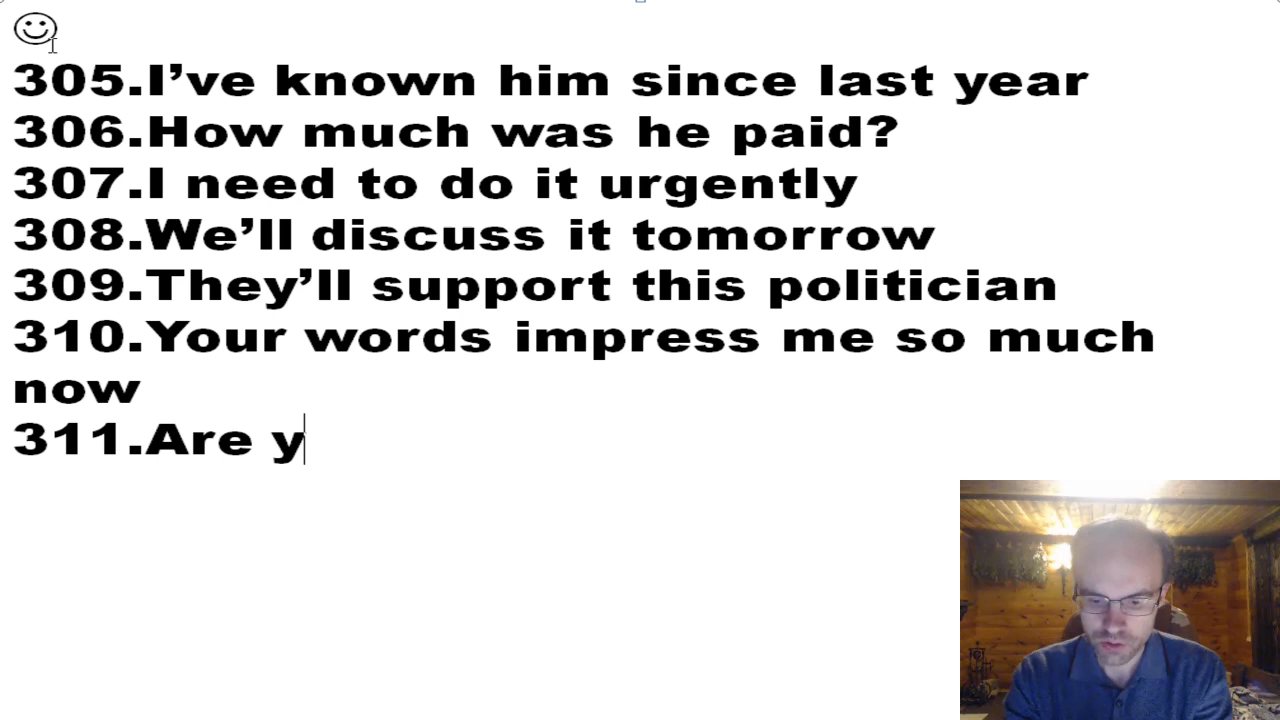 305.I’ve known him since last year
306.How much was he paid?
307.I need to do it urgently
308.We’ll discuss it tomorrow
309.They’ll support this politician
310.Your words impress me so much
now
311.Are y